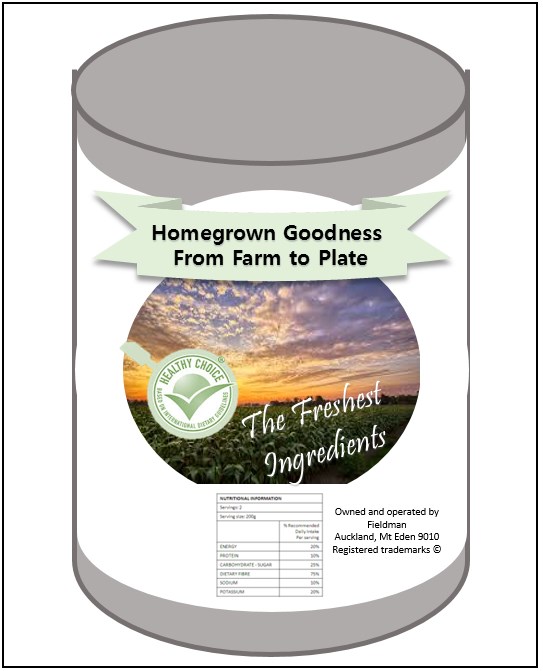 Homegrown Goodness
From Farm to Plate
HEALTHY CHOICE
®
BASED ON INTERNATIONAL DIETARY GUIDELINES
The Freshest
Ingredients
NUTRITIONAL INFORMATION
Servings: 2
Serving size: 200g
% Recommended
Daily Intake
Per serving
ENERGY 20%
PROTEIN 10%
CARBOHYDRATE - SUGAR 25%
DIETARY FIBRE 75%
SODIUM 10%
POTASSIUM 20%
Owned and operated by
Fieldman
Auckland, Mt Eden 9010
Registered trademarks ©